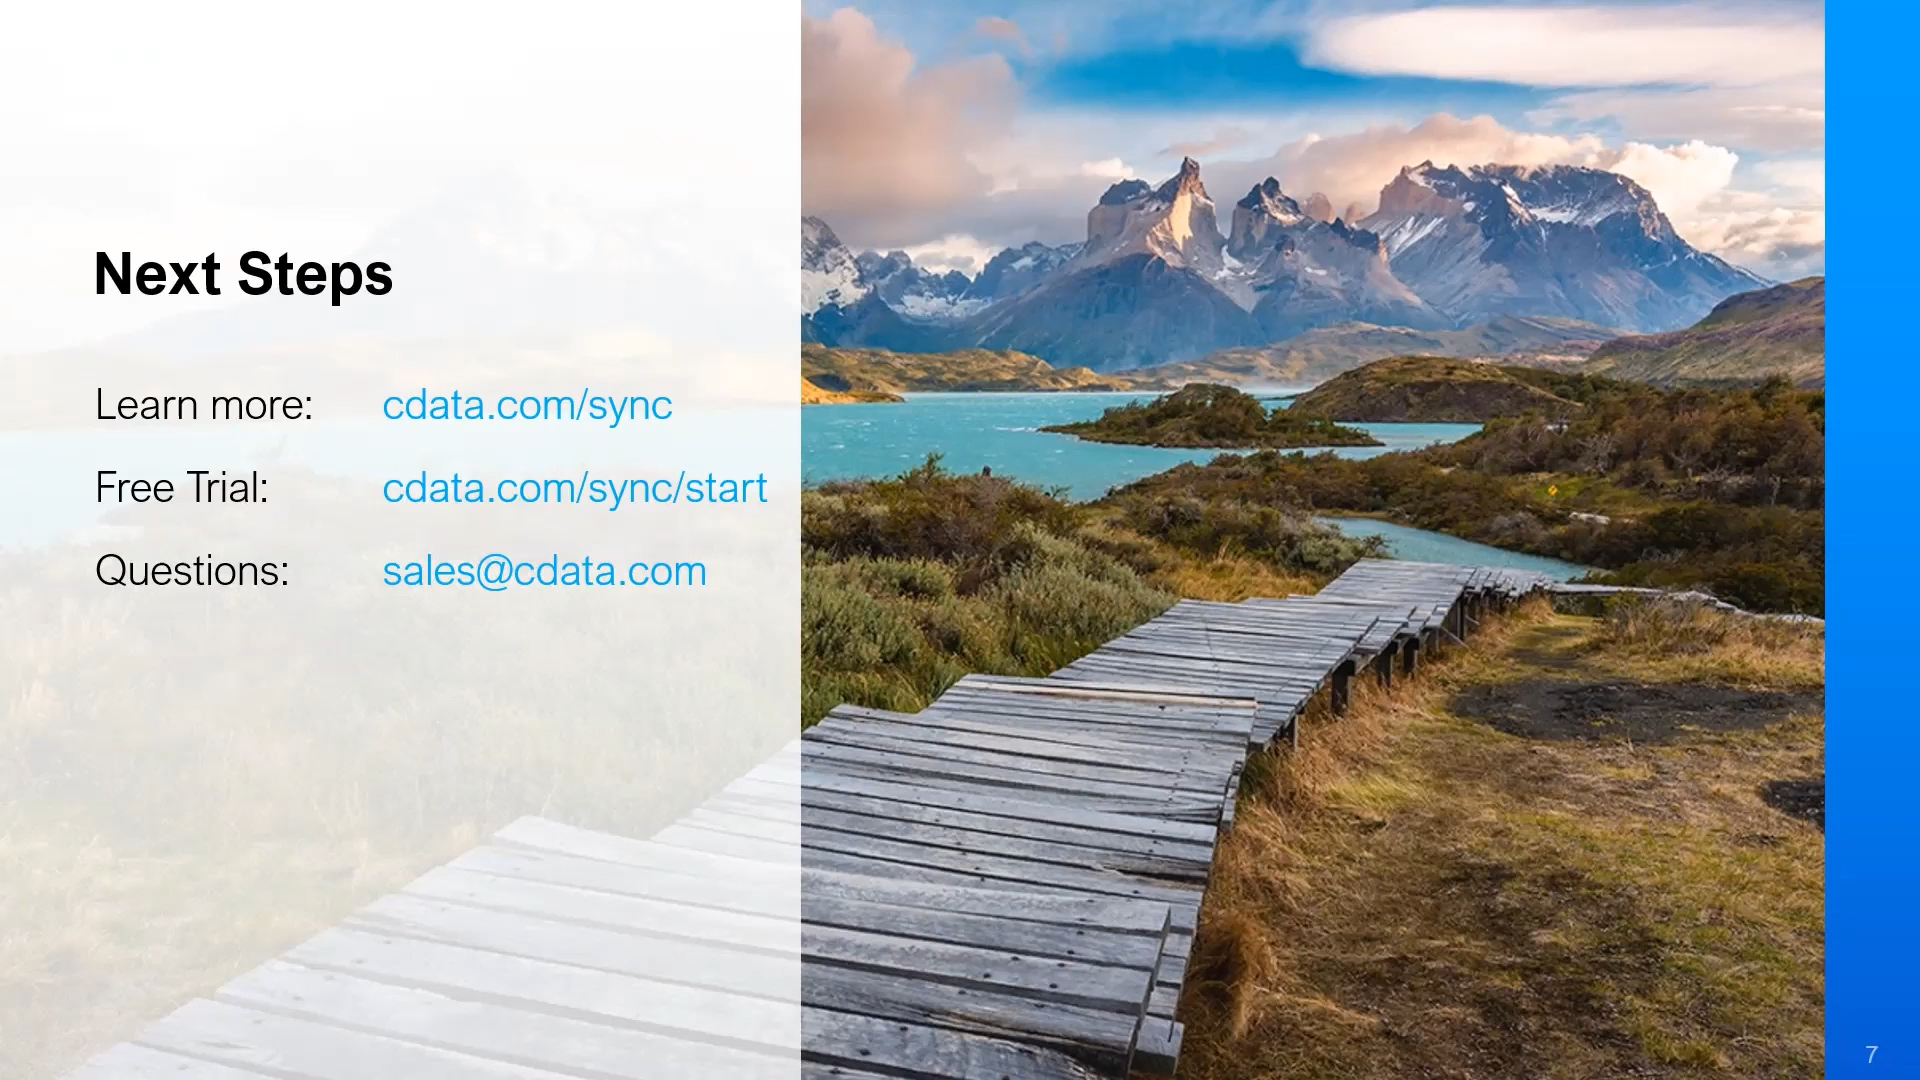 Next Steps
Learn more: cdata.com/sync
Free Trial: cdata.com/sync/start
Questions: sales@cdata.com
7